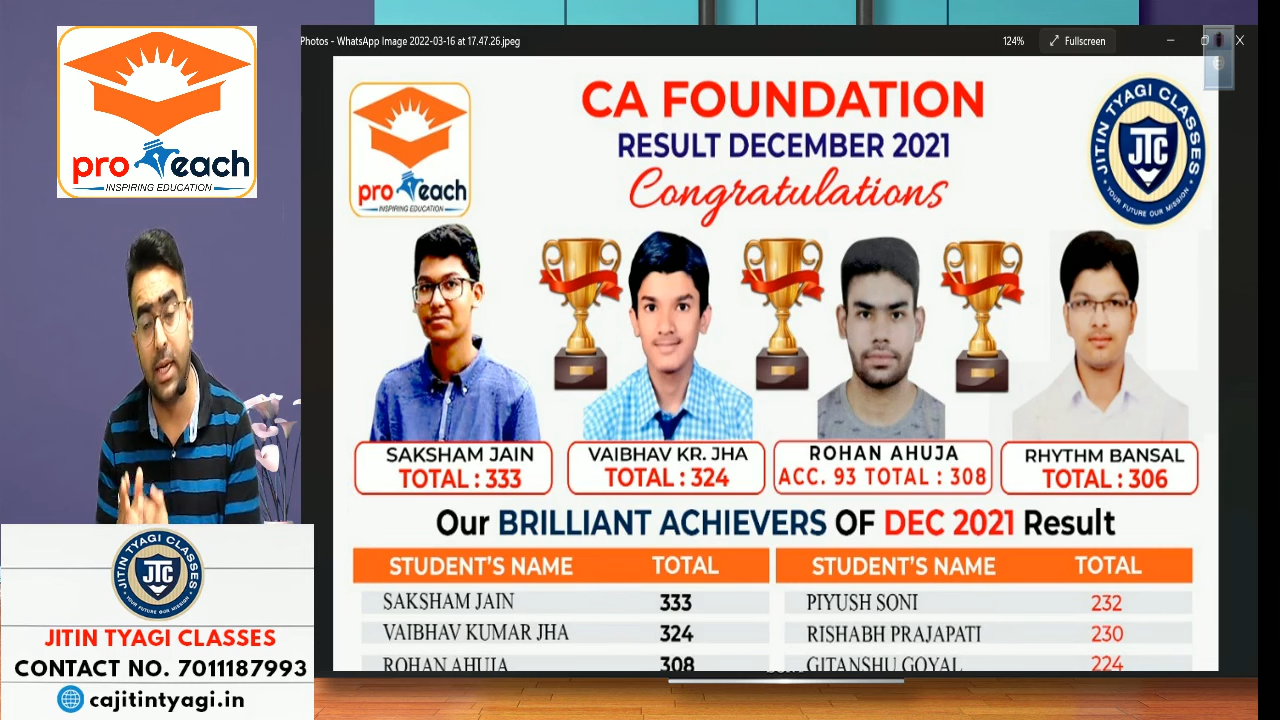 pro Teach
INSPIRING EDUCATION
JITIN TYAGI CLASSES
JTC
JITIN TYAGI CLASSES
CONTACT NO. 7011187993
cajitintyagi.in
Photos - WhatsApp Image 2022-03-16 at 17.47.26.jpeg
124%
Fullscreen
pro Teach
INSPIRING EDUCATION
CA FOUNDATION
RESULT DECEMBER 2021
Congratulations
JITIN TYAGI CLASSES
JTC
YOUR FUTURE OUR MISSION
SAKSHAM JAIN
TOTAL : 333
VAIBHAV KR. JHA
TOTAL : 324
ROHAN AHUJA
ACC. 93 TOTAL : 308
RHYTHM BANSAL
TOTAL : 306
Our BRILLIANT ACHIEVERS OF DEC 2021 Result
STUDENT'S NAME TOTAL STUDENT'S NAME TOTAL
SAKSHAM JAIN 333 PIYUSH SONI 232
VAIBHAV KUMAR JHA 324 RISHABH PRAJAPATI 230
ROHAN AHUJA 308 GITANSHU GOYAL 224